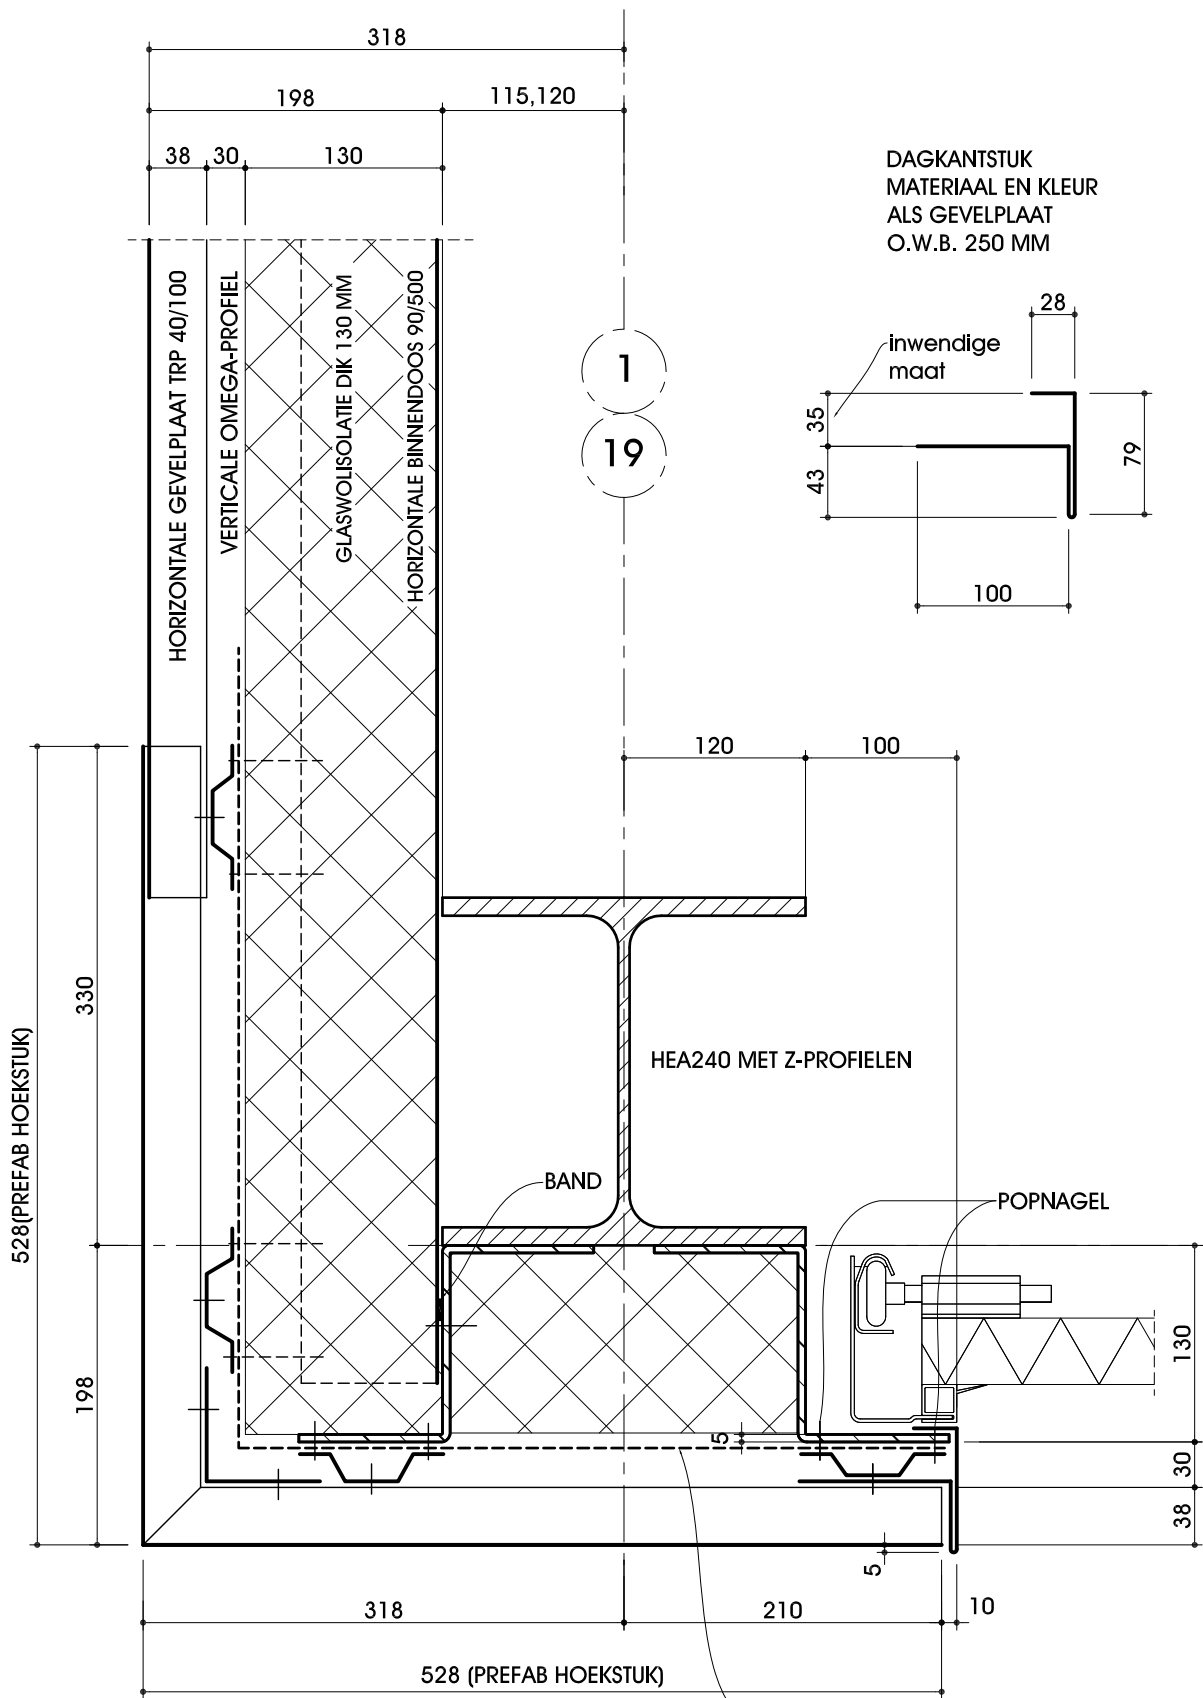 318
198
115,120
38
30
130
DAGKANTSTUK
MATERIAAL EN KLEUR
ALS GEVELPLAAT
O.W.B. 250 MM
28
inwendige
maat
35
43
79
100
HORIZONTALE GEVELPLAAT TRP 40/100
VERTICALE OMEGA-PROFIEL
GLASWOLISOLATIE DIK 130 MM
HORIZONTALE BINNENDOOS 90/500
1
19
120
100
330
528(PREFAB HOEKSTUK)
198
HEA240 MET Z-PROFIELEN
BAND
POPNAGEL
130
5
30
38
5
318
210
10
528 (PREFAB HOEKSTUK)